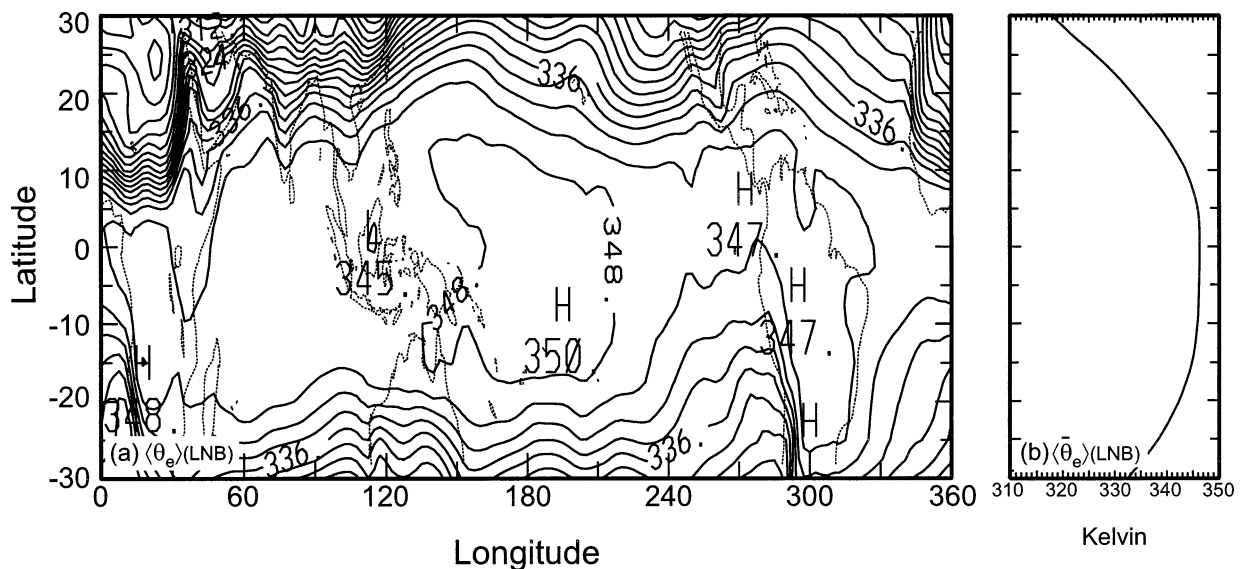 30
20
10
0
-10
-20
-30
Latitude
336.
336.
348.
H
347.
345.
348.
H
H
350
347.
H
H
348.
336.
336.
(a) ⟨θe⟩(LNB)
0 60 120 180 240 300 360
Longitude
(b) ⟨θ̄e⟩(LNB)
310 320 330 340 350
Kelvin